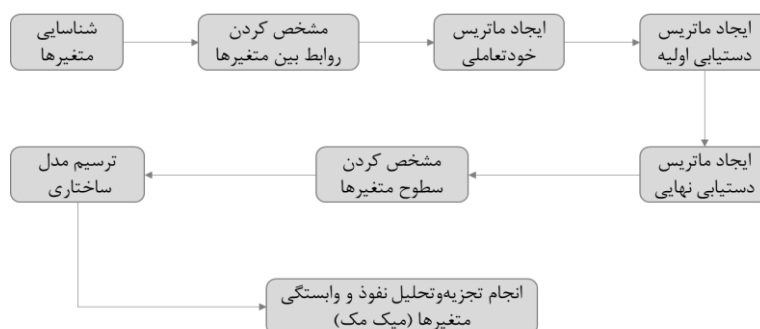 شناسایی
متغیرها
مشخص کردن
روابط بین متغیرها
ایجاد ماتریس
خودتعاملی
ایجاد ماتریس
دستیابی اولیه
ایجاد ماتریس
دستیابی نهایی
مشخص کردن
سطوح متغیرها
ترسیم مدل
ساختاری
انجام تجزیه‌وتحلیل نفوذ و وابستگی
متغیرها (میک مک)